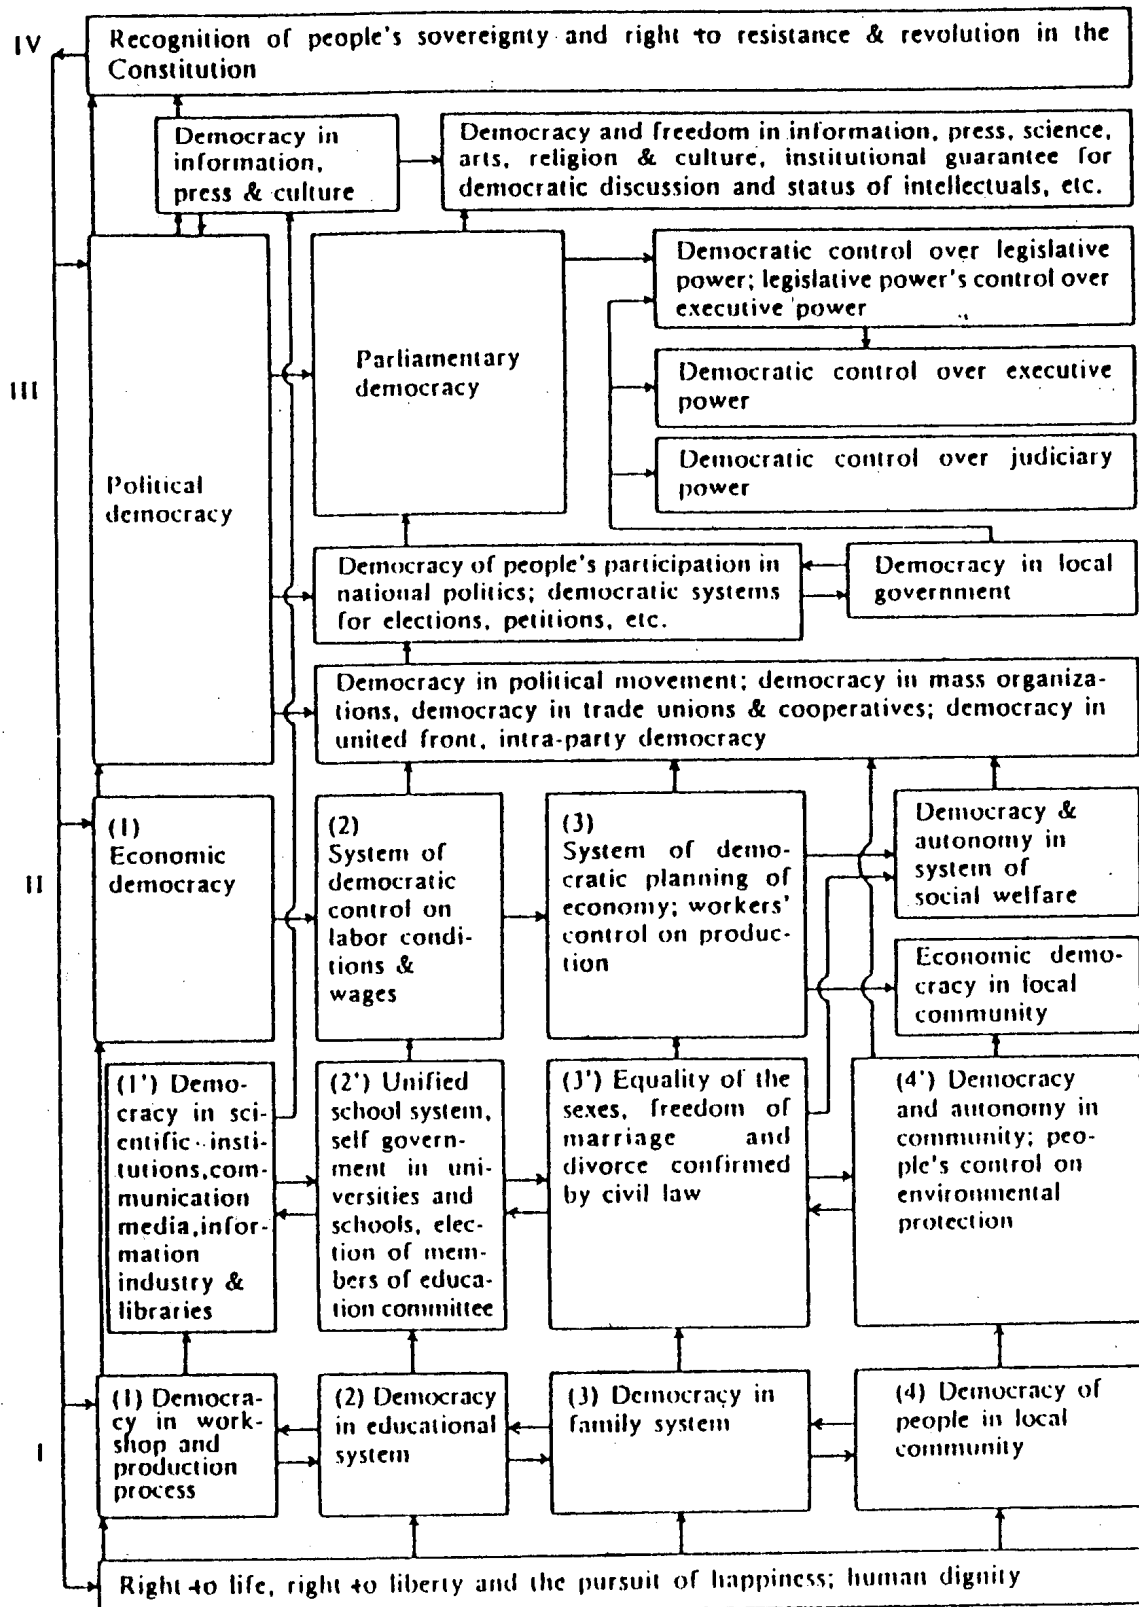 IV
Recognition of people's sovereignty and right to resistance & revolution in the
Constitution
Democracy in
information,
press & culture
Democracy and freedom in information, press, science,
arts, religion & culture, institutional guarantee for
democratic discussion and status of intellectuals, etc.
III
Political
democracy
Parliamentary
democracy
Democratic control over legislative
power; legislative power's control over
executive power
Democratic control over executive
power
Democratic control over judiciary
power
Democracy of people's participation in
national politics; democratic systems
for elections, petitions, etc.
Democracy in local
government
Democracy in political movement; democracy in mass organiza-
tions, democracy in trade unions & cooperatives; democracy in
united front, intra-party democracy
II
(1)
Economic
democracy
(2)
System of
democratic
control on
labor condi-
tions &
wages
(3)
System of demo-
cratic planning of
economy; workers'
control on produc-
tion
Democracy &
autonomy in
system of
social welfare
Economic demo-
cracy in local
community
(1') Demo-
cracy in sci-
entific insti-
tutions, com-
munication
media, infor-
mation
industry &
libraries
(2') Unified
school system,
self govern-
ment in uni-
versities and
schools, elec-
tion of mem-
bers of educa-
tion committee
(3') Equality of the
sexes, freedom of
marriage and
divorce confirmed
by civil law
(4') Democracy
and autonomy in
community; peo-
ple's control on
environmental
protection
I
(1) Democra-
cy in work-
shop and
production
process
(2) Democracy
in educational
system
(3) Democracy in
family system
(4) Democracy of
people in local
community
Right to life, right to liberty and the pursuit of happiness; human dignity